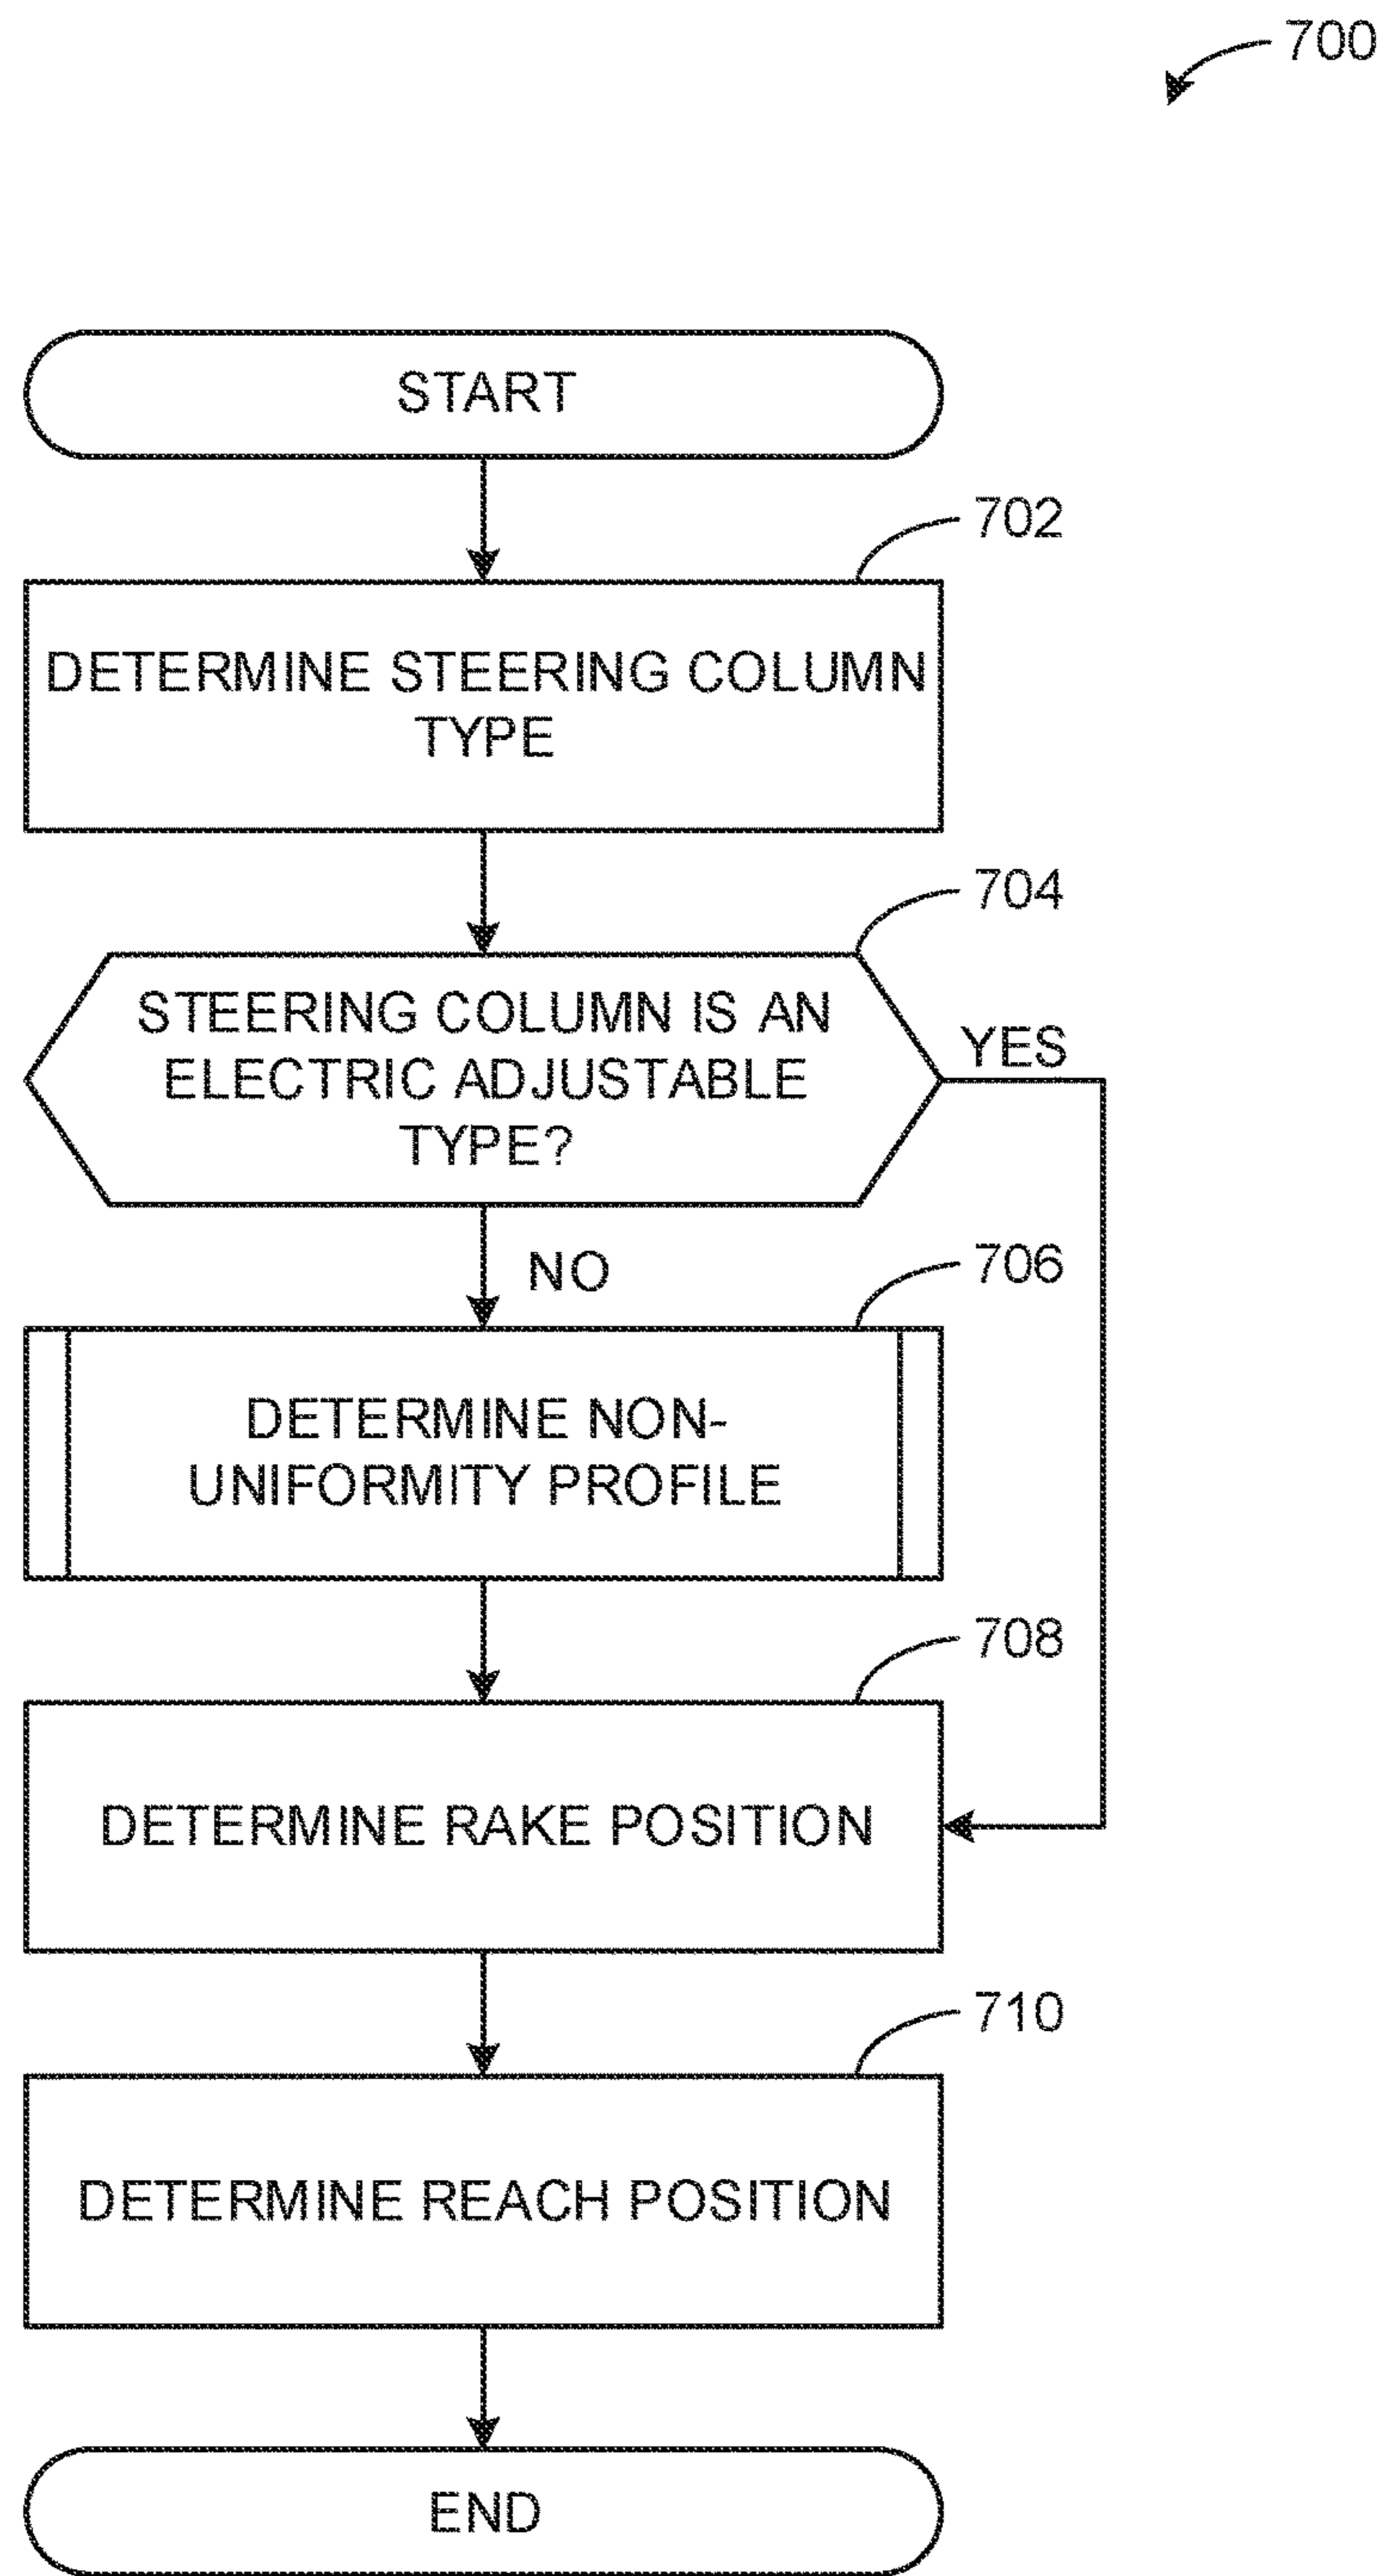 700
START
702
DETERMINE STEERING COLUMN
TYPE
704
STEERING COLUMN IS AN
ELECTRIC ADJUSTABLE
TYPE?
YES
NO
706
DETERMINE NON-
UNIFORMITY PROFILE
708
DETERMINE RAKE POSITION
710
DETERMINE REACH POSITION
END